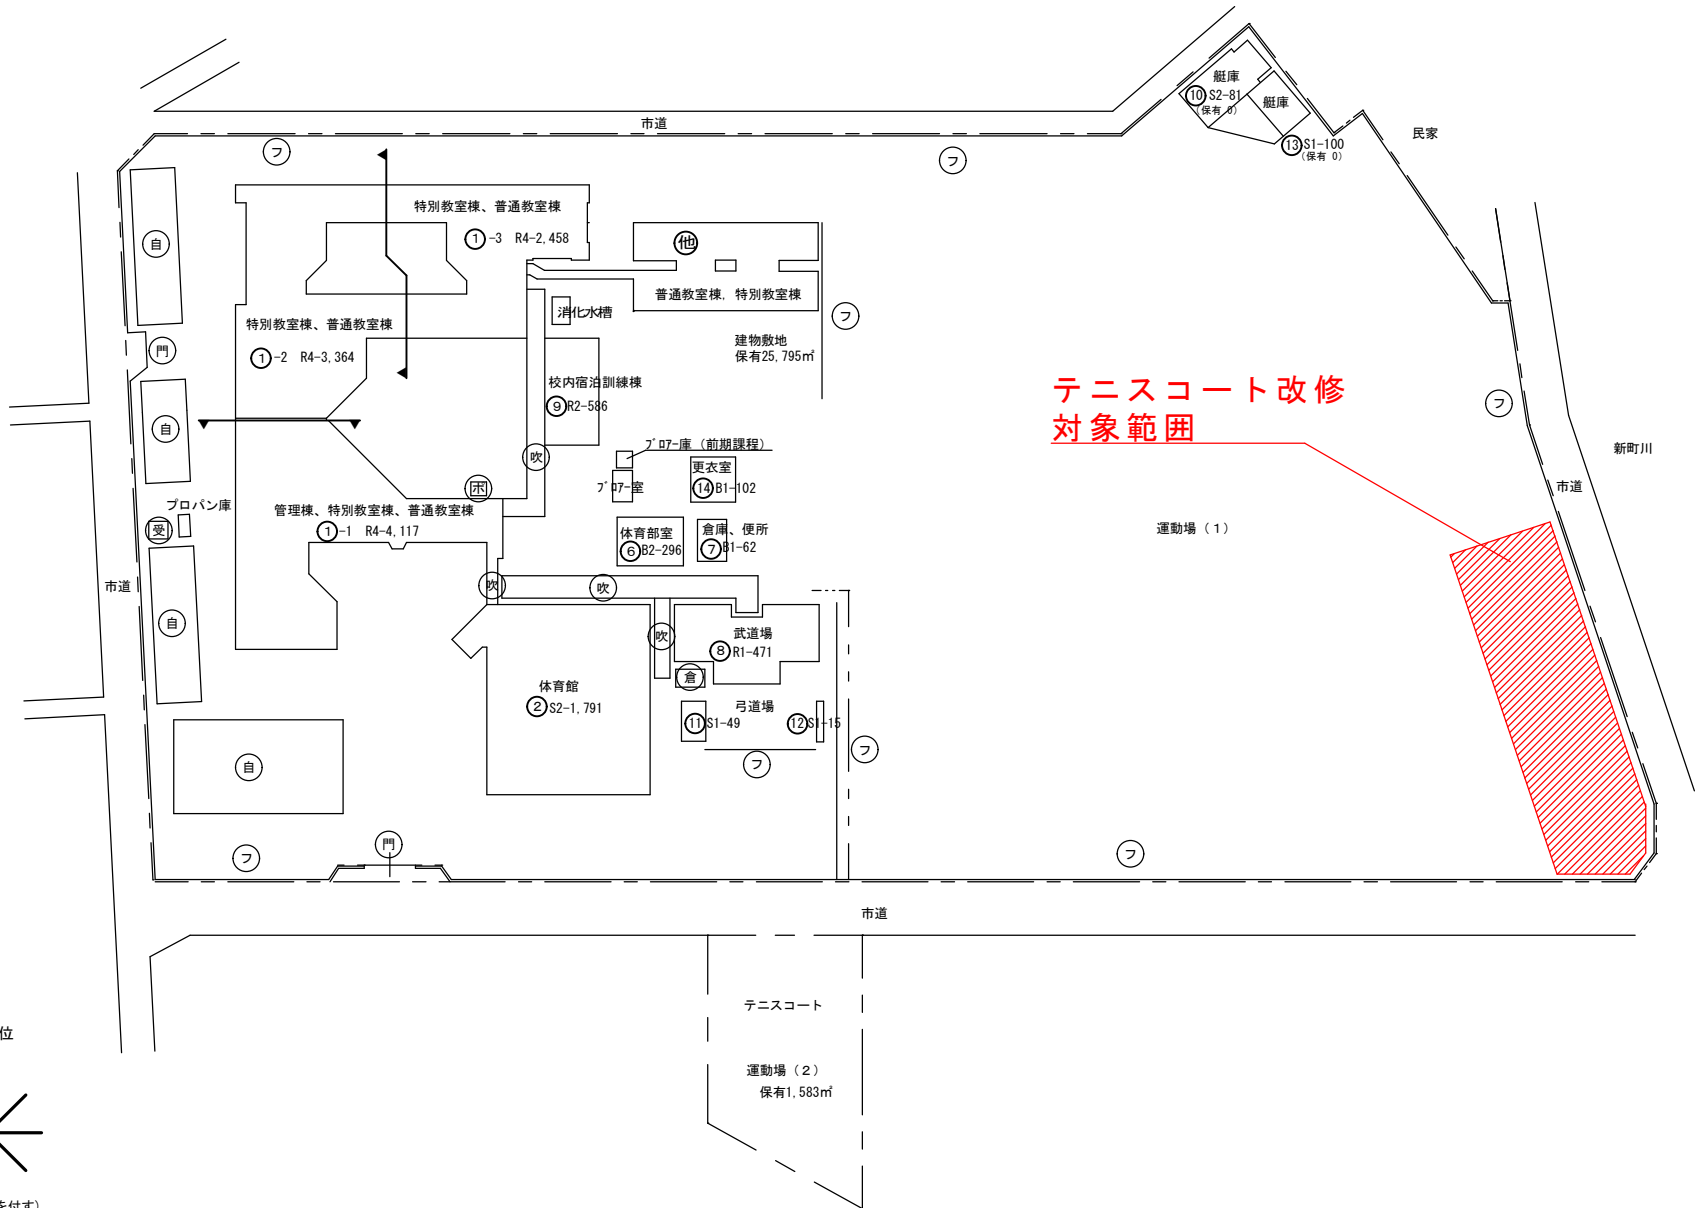 市道
フ
フ
艇庫
⑩ S2-81
(保有 0)
艇庫
⑬ S1-100
(保有 0)
民家
自
特別教室棟、普通教室棟
①-3 R4-2,458
他
普通教室棟, 特別教室棟
消化水槽
フ
特別教室棟、普通教室棟
①-2 R4-3,364
門
建物敷地
保有25,795㎡
校内宿泊訓練棟
⑨R2-586
テニスコート改修
対象範囲
フ
自
新町川
市道
ﾌﾞﾛｱｰ庫 (前期課程)
吹
更衣室
⑭B1-102
ﾌﾞﾛｱｰ室
ボ
プロパン庫
受
管理棟、特別教室棟、普通教室棟
①-1 R4-4,117
体育部室
⑥B2-296
倉庫、便所
⑦B1-62
運動場(1)
市道
吹
吹
自
吹
武道場
⑧R1-471
倉
体育館
②S2-1,791
弓道場
⑪S1-49
⑫S1-15
フ
フ
自
門
フ
フ
市道
テニスコート
運動場(2)
保有1,583㎡
位
を付す)